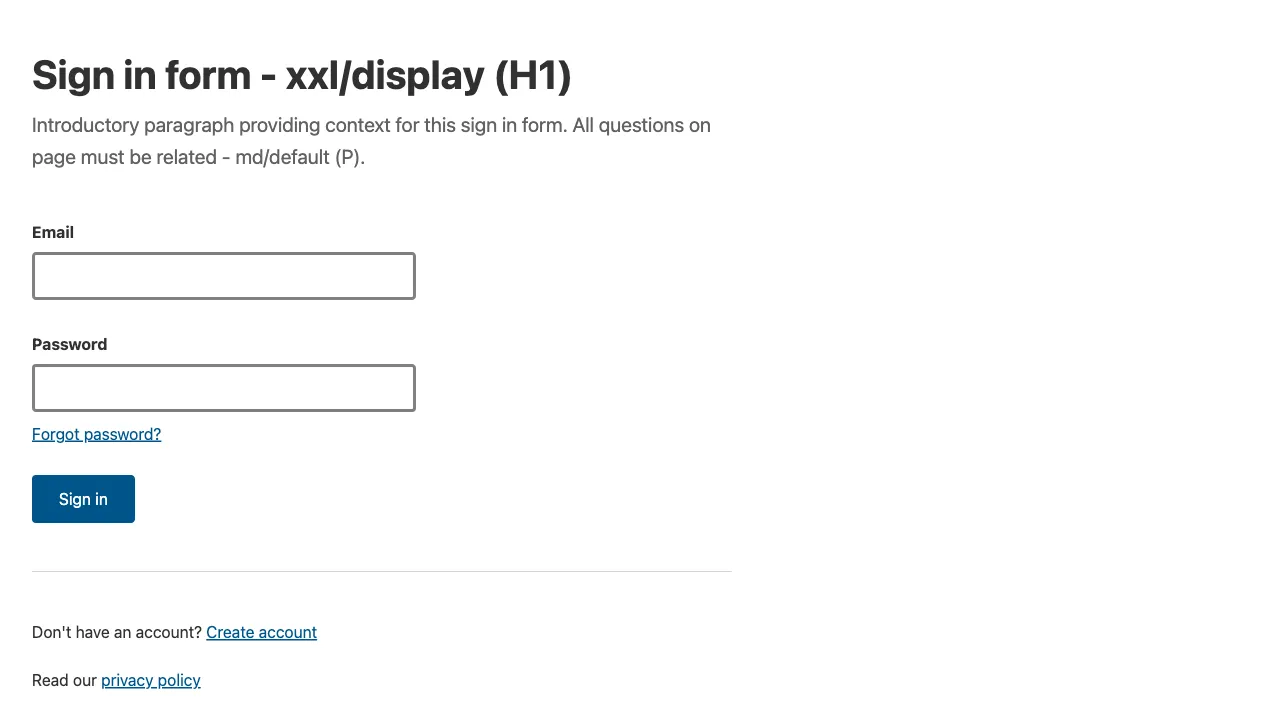 Sign in form - xxl/display (H1)
Introductory paragraph providing context for this sign in form. All questions on
page must be related - md/default (P).
Email
Password
Forgot password?
Sign in
Don't have an account? Create account
Read our privacy policy